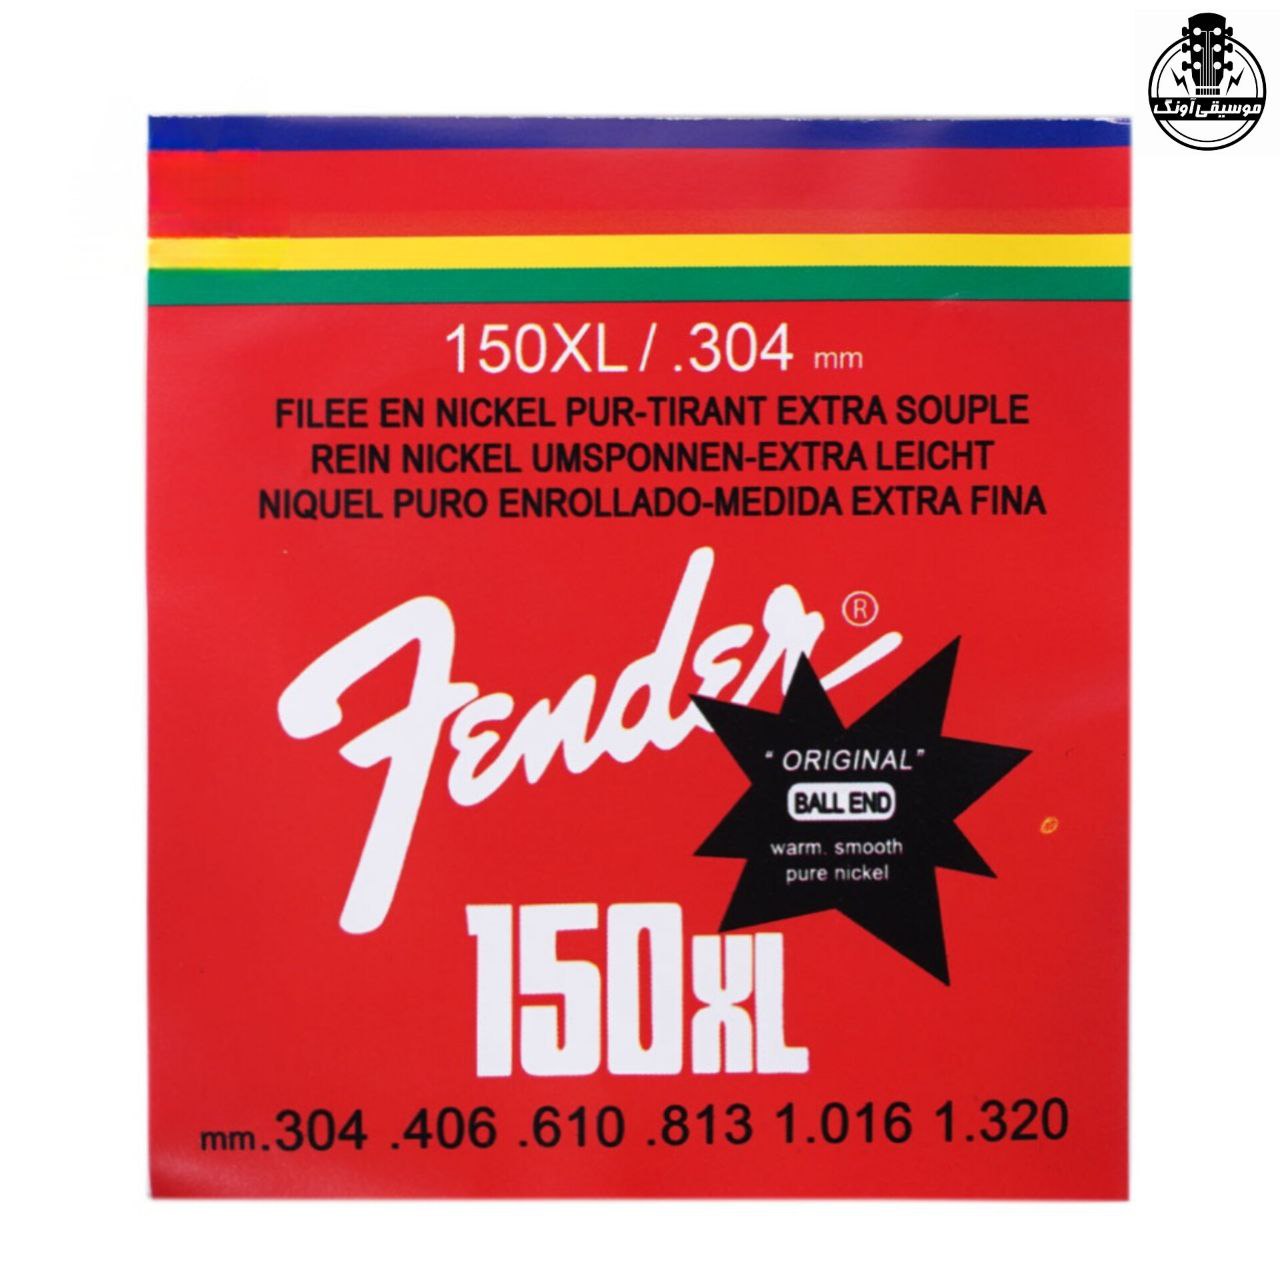 موسیقی آونگ
150XL / .304 mm
FILEE EN NICKEL PUR-TIRANT EXTRA SOUPLE
REIN NICKEL UMSPONNEN-EXTRA LEICHT
NIQUEL PURO ENROLLADO-MEDIDA EXTRA FINA
Fender®
“ ORIGINAL”
BALL END
warm. smooth
pure nickel
150XL
mm.304 .406 .610 .813 1.016 1.320